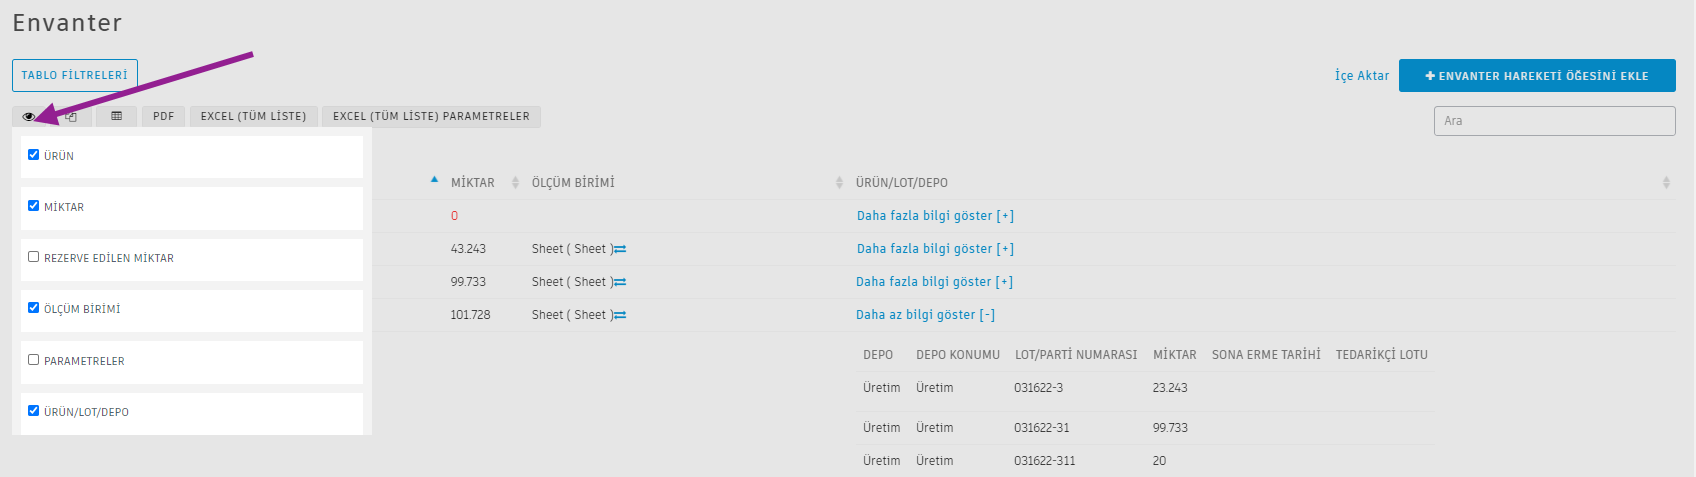 Envanter
TABLO FİLTRELERİ
İçe Aktar
ENVANTER HAREKETİ ÖĞESİNİ EKLE
PDF EXCEL (TÜM LİSTE) EXCEL (TÜM LİSTE) PARAMETRELER
Ara
ÜRÜN
MİKTAR
REZERVE EDİLEN MİKTAR
ÖLÇÜM BİRİMİ
PARAMETRELER
ÜRÜN/LOT/DEPO
MİKTAR ÖLÇÜM BİRİMİ ÜRÜN/LOT/DEPO
0 Daha fazla bilgi göster [+]
43.243 Sheet ( Sheet ) Daha fazla bilgi göster [+]
99.733 Sheet ( Sheet ) Daha fazla bilgi göster [+]
101.728 Sheet ( Sheet ) Daha az bilgi göster [-]
DEPO DEPO KONUMU LOT/PARTİ NUMARASI MİKTAR SONA ERME TARİHİ TEDARİKÇİ LOTU
Üretim Üretim 031622-3 23.243
Üretim Üretim 031622-31 99.733
Üretim Üretim 031622-311 20